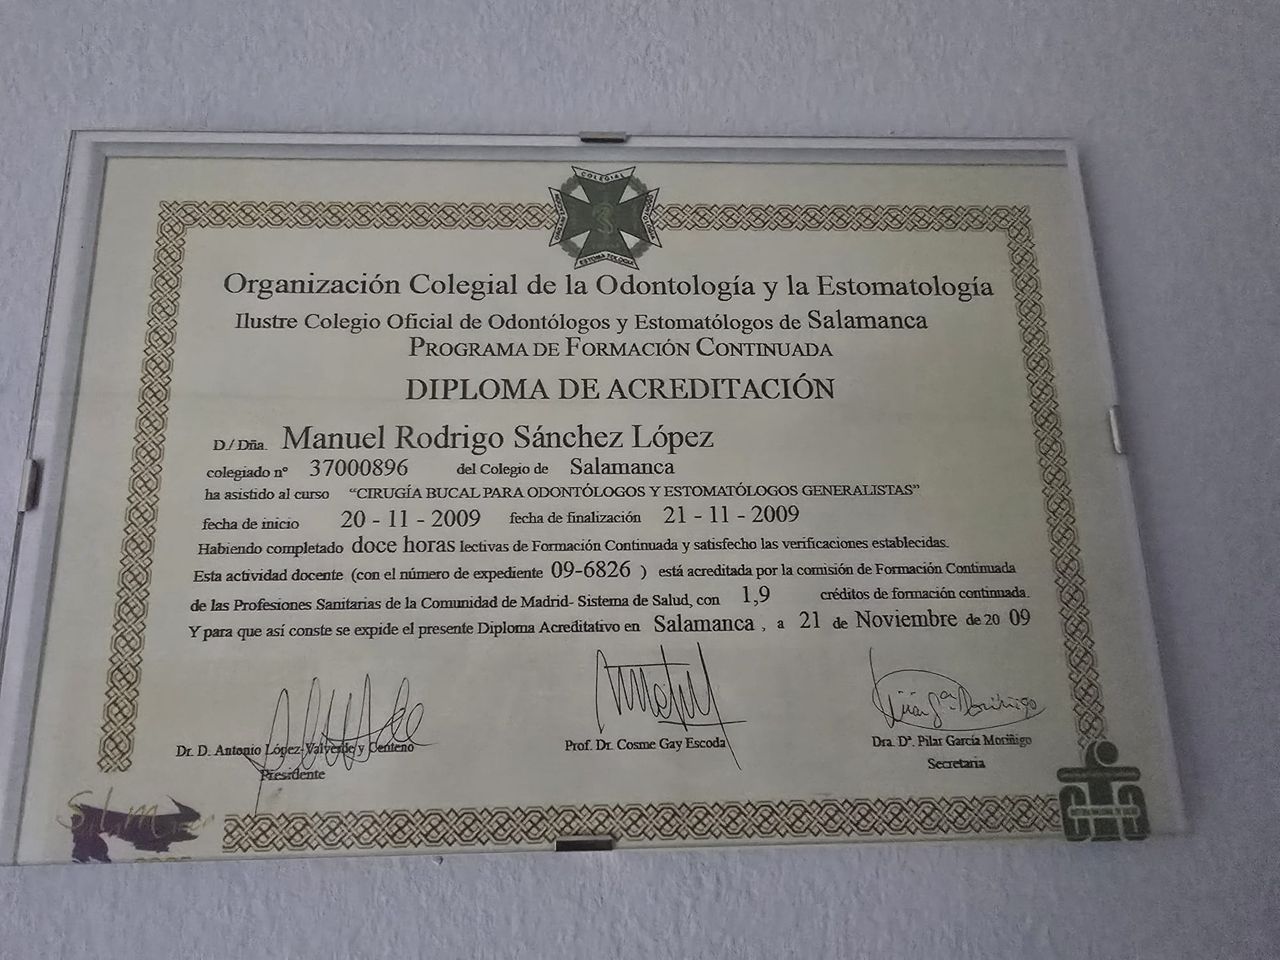 COLEGIAL
ESTOMATOLOGIA
Organización Colegial de la Odontología y la Estomatología
Ilustre Colegio Oficial de Odontólogos y Estomatólogos de Salamanca
PROGRAMA DE FORMACIÓN CONTINUADA
DIPLOMA DE ACREDITACIÓN
D./Dña. Manuel Rodrigo Sánchez López
colegiado nº 37000896 del Colegio de Salamanca
ha asistido al curso "CIRUGÍA BUCAL PARA ODONTÓLOGOS Y ESTOMATÓLOGOS GENERALISTAS"
fecha de inicio 20 - 11 - 2009 fecha de finalización 21 - 11 - 2009
Habiendo completado doce horas lectivas de Formación Continuada y satisfecho las verificaciones establecidas.
Esta actividad docente (con el número de expediente 09-6826 ) está acreditada por la comisión de Formación Continuada
de las Profesiones Sanitarias de la Comunidad de Madrid- Sistema de Salud, con 1,9 créditos de formación continuada.
Y para que así conste se expide el presente Diploma Acreditativo en Salamanca , a 21 de Noviembre de 20 09
Dr. D. Antonio López-Valverde y Centeno
Presidente
Prof. Dr. Cosme Gay Escoda
Dra. Dª. Pilar García Moriñigo
Secretaria